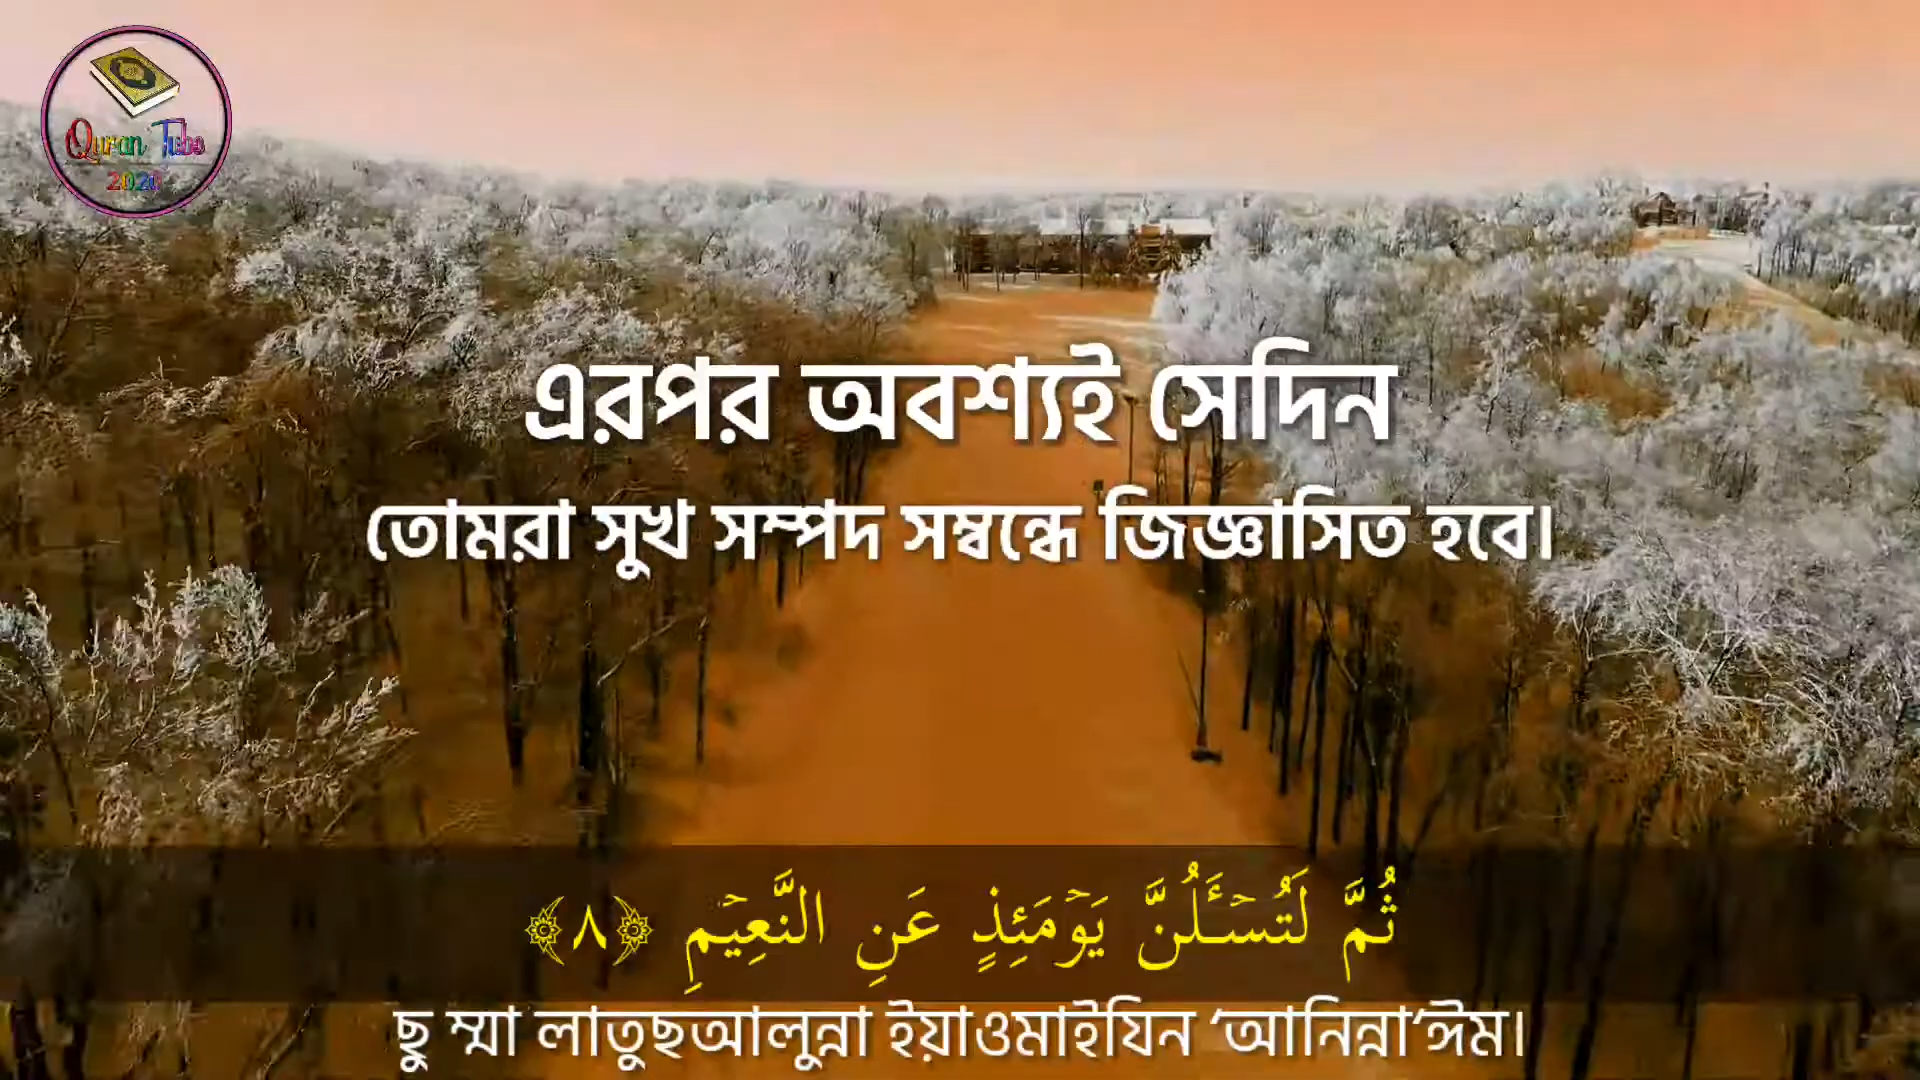 Quran Tube
2020
এরপর অবশ্যই সেদিন
তোমরা সুখ সম্পদ সম্বন্ধে জিজ্ঞাসিত হবে।
ثُمَّ لَتُسۡـَٔلُنَّ يَوۡمَئِذٍ عَنِ النَّعِيۡمِ ﴿٨﴾
ছুম্মা লাতুছআলুন্না ইয়াওমাইযিন ‘আনিন্না‘ঈম।